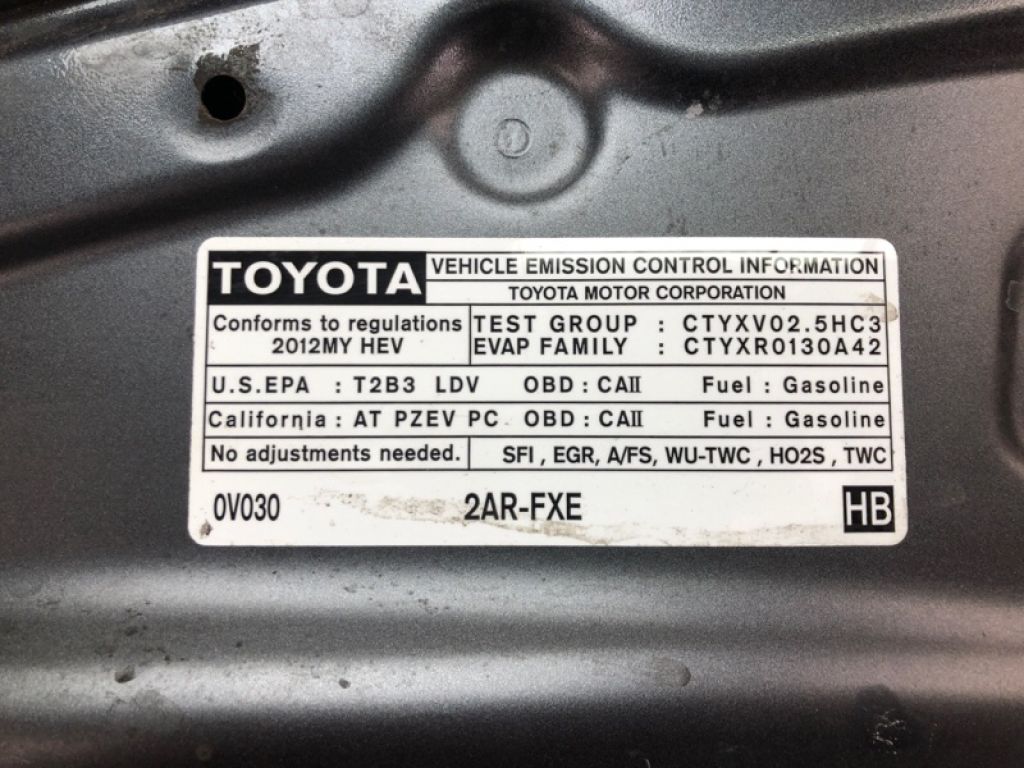 TOYOTA VEHICLE EMISSION CONTROL INFORMATION
TOYOTA MOTOR CORPORATION
Conforms to regulations
2012MY HEV
TEST GROUP : CTYXV02.5HC3
EVAP FAMILY : CTYXR0130A42
U.S.EPA : T2B3 LDV OBD : CAII Fuel : Gasoline
California : AT PZEV PC OBD : CAII Fuel : Gasoline
No adjustments needed. SFI , EGR, A/FS, WU-TWC , HO2S , TWC
0V030 2AR-FXE HB